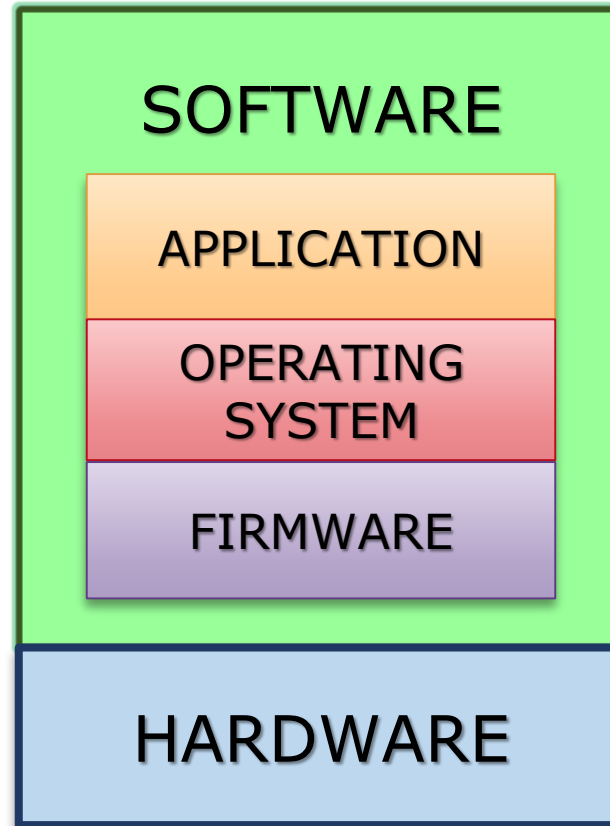 SOFTWARE
APPLICATION
OPERATING
SYSTEM
FIRMWARE
HARDWARE